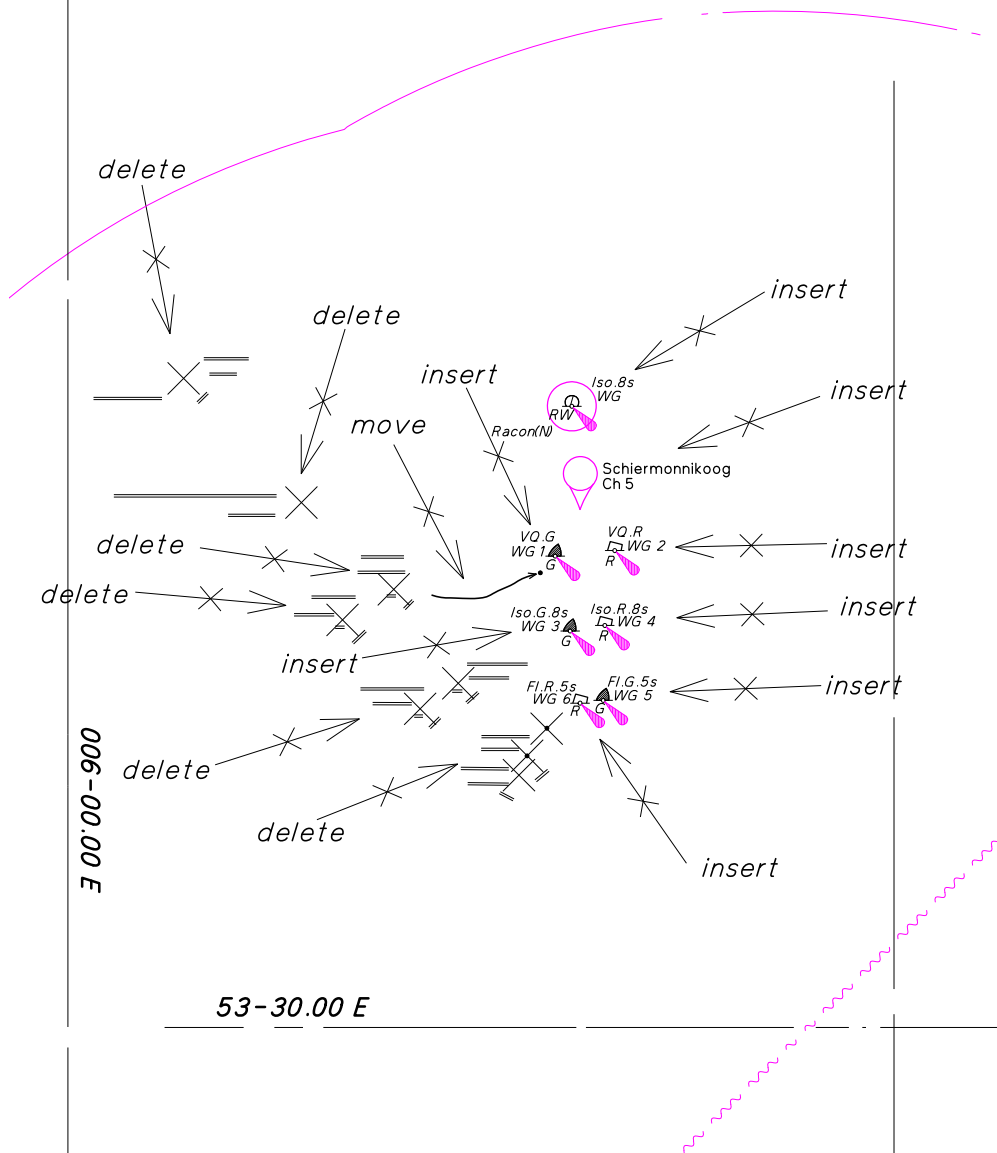 delete
insert
delete
insert
Iso.8s
WG
RW
insert
move
Racon(N)
Schiermonnikoog
Ch 5
VQ.G
WG 1
G
VQ.R
WG 2
R
insert
delete
delete
insert
Iso.G.8s
WG 3
G
Iso.R.8s
WG 4
R
insert
Fl.R.5s
WG 6
R
Fl.G.5s
WG 5
G
insert
delete
delete
insert
006-00.00 E
53-30.00 E